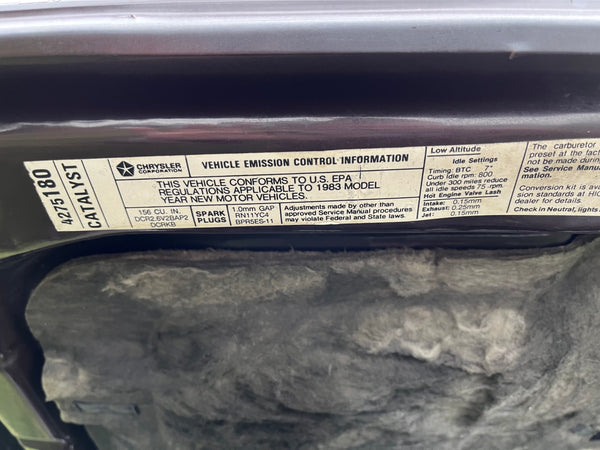 4275180
CATALYST
CHRYSLER
CORPORATION
VEHICLE EMISSION CONTROL INFORMATION
THIS VEHICLE CONFORMS TO U.S. EPA
REGULATIONS APPLICABLE TO 1983 MODEL
YEAR NEW MOTOR VEHICLES.
156 CU. IN.
DCR2.6V2BAP2
DCRKB
SPARK
PLUGS
1.0mm GAP
RN11YC4
BPR5ES-11
Adjustments made by other than
approved Service Manual procedures
may violate Federal and State laws.
Low Altitude
Idle Settings
Timing: BTC 7°
Curb idle rpm: 800
Under 300 miles reduce
all idle speeds 75 rpm.
Hot Engine Valve Lash
Intake: 0.15mm
Exhaust: 0.25mm
Jet: 0.15mm
The carburetor
preset at the fac
not be made during
See Service Manual
mation.
Conversion kit is av
sions standards at HIG
dealer for details.
Check in Neutral, lights